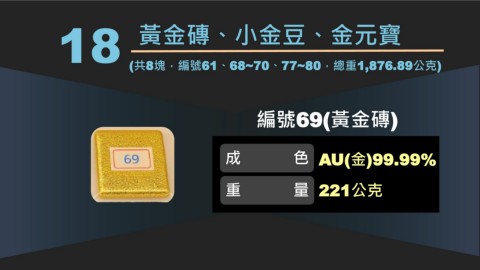 18 黃金磚、小金豆、金元寶
(共8塊，編號61、68~70、77~80，總重1,876.89公克)
編號69(黃金磚)
69
成色 AU(金)99.99%
重量 221公克